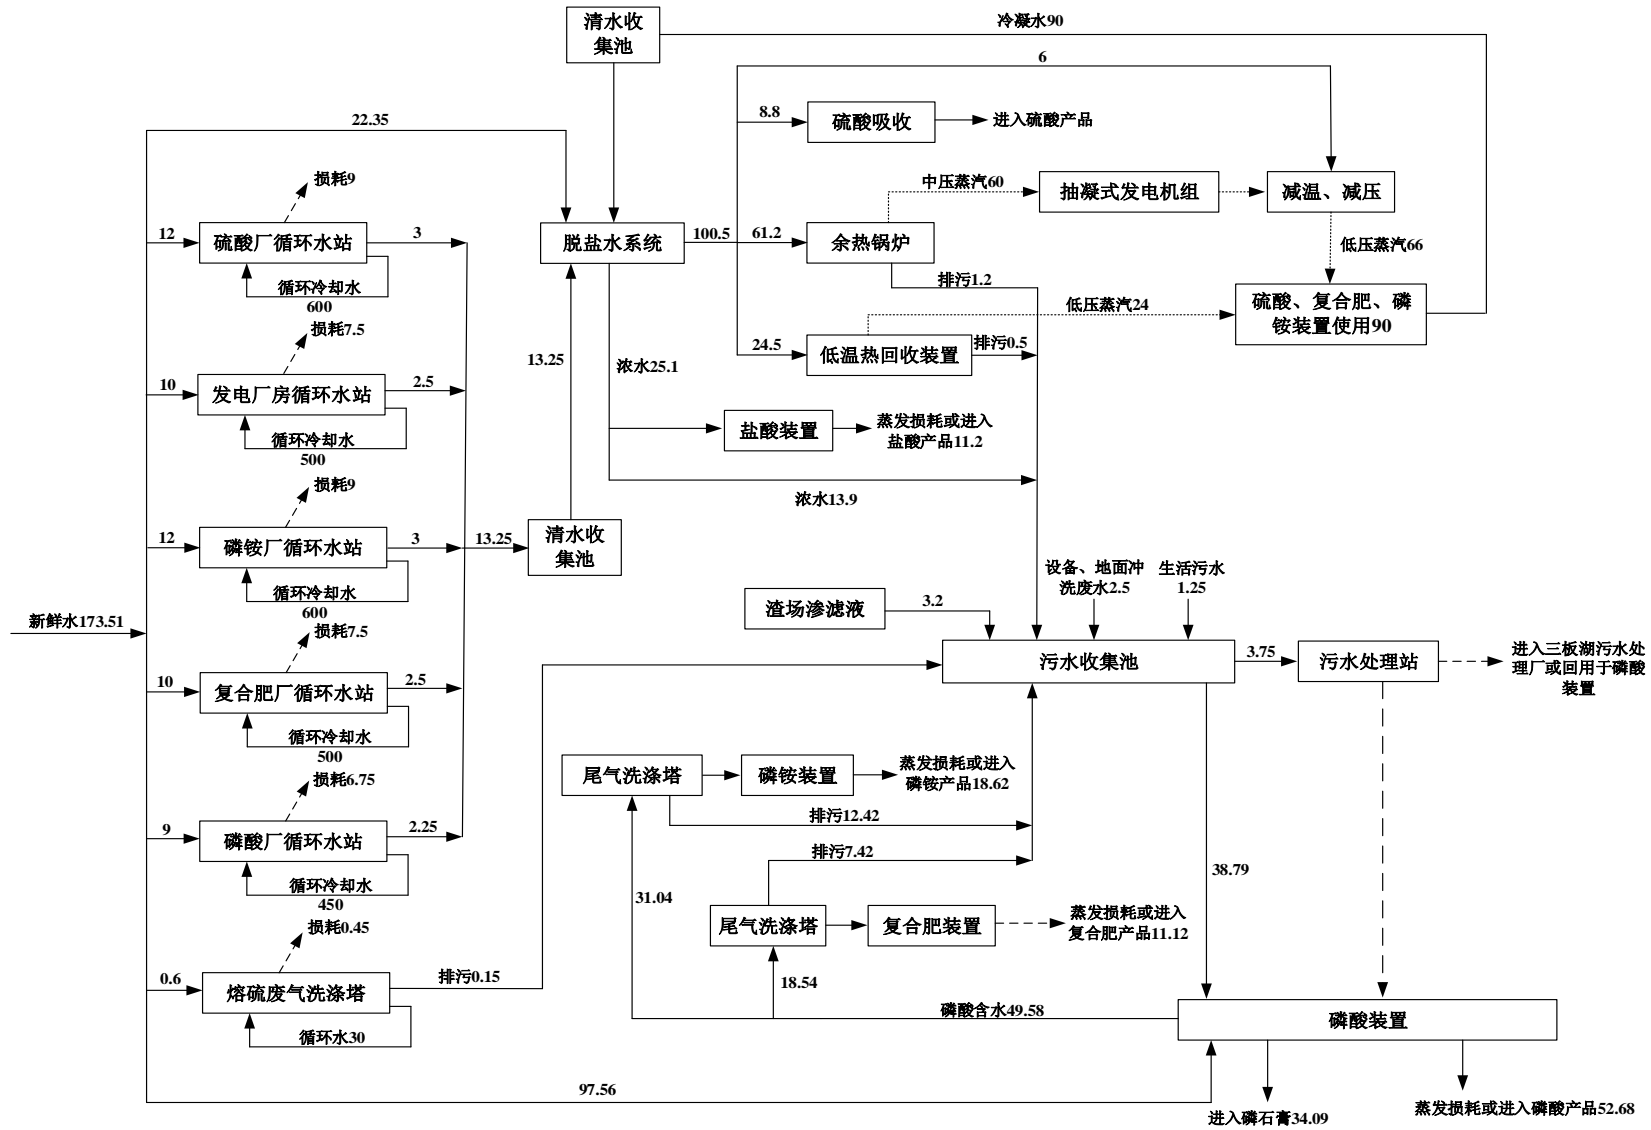 清水收
集池
冷凝水90
6
22.35
8.8
硫酸吸收
进入硫酸产品
损耗9
中压蒸汽60
抽凝式发电机组
减温、减压
12
硫酸厂循环水站
3
脱盐水系统
100.5
61.2
余热锅炉
低压蒸汽66
循环冷却水
600
排污1.2
硫酸、复合肥、磷
铵装置使用90
低压蒸汽24
损耗7.5
13.25
浓水25.1
24.5
低温热回收装置
排污0.5
10
发电厂房循环水站
2.5
循环冷却水
500
盐酸装置
蒸发损耗或进入
盐酸产品11.2
损耗9
浓水13.9
12
磷铵厂循环水站
3
13.25
清水收
集池
循环冷却水
600
设备、地面冲
洗废水2.5
生活污水
1.25
渣场渗滤液
3.2
新鲜水173.51
损耗7.5
污水收集池
3.75
污水处理站
进入三板湖污水处
理厂或回用于磷酸
装置
10
复合肥厂循环水站
2.5
循环冷却水
500
损耗6.75
尾气洗涤塔
磷铵装置
蒸发损耗或进入
磷铵产品18.62
排污12.42
9
磷酸厂循环水站
2.25
排污7.42
38.79
循环冷却水
450
31.04
损耗0.45
尾气洗涤塔
复合肥装置
蒸发损耗或进入
复合肥产品11.12
0.6
熔硫废气洗涤塔
排污0.15
18.54
循环水30
磷酸含水49.58
磷酸装置
97.56
进入磷石膏34.09
蒸发损耗或进入磷酸产品52.68